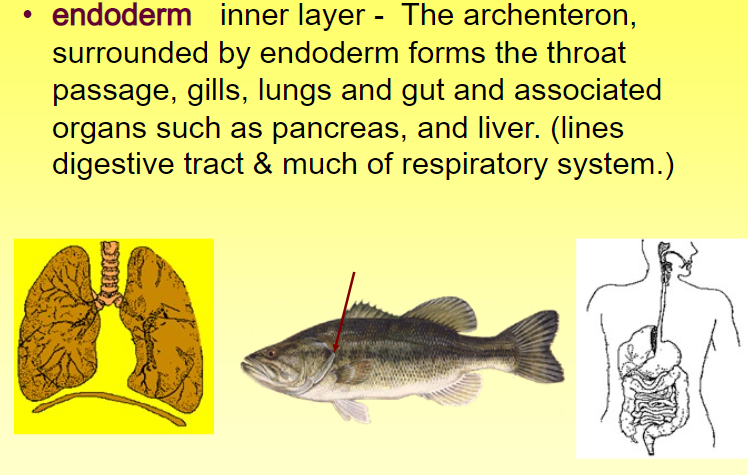 • endoderm inner layer - The archenteron,
surrounded by endoderm forms the throat
passage, gills, lungs and gut and associated
organs such as pancreas, and liver. (lines
digestive tract & much of respiratory system.)